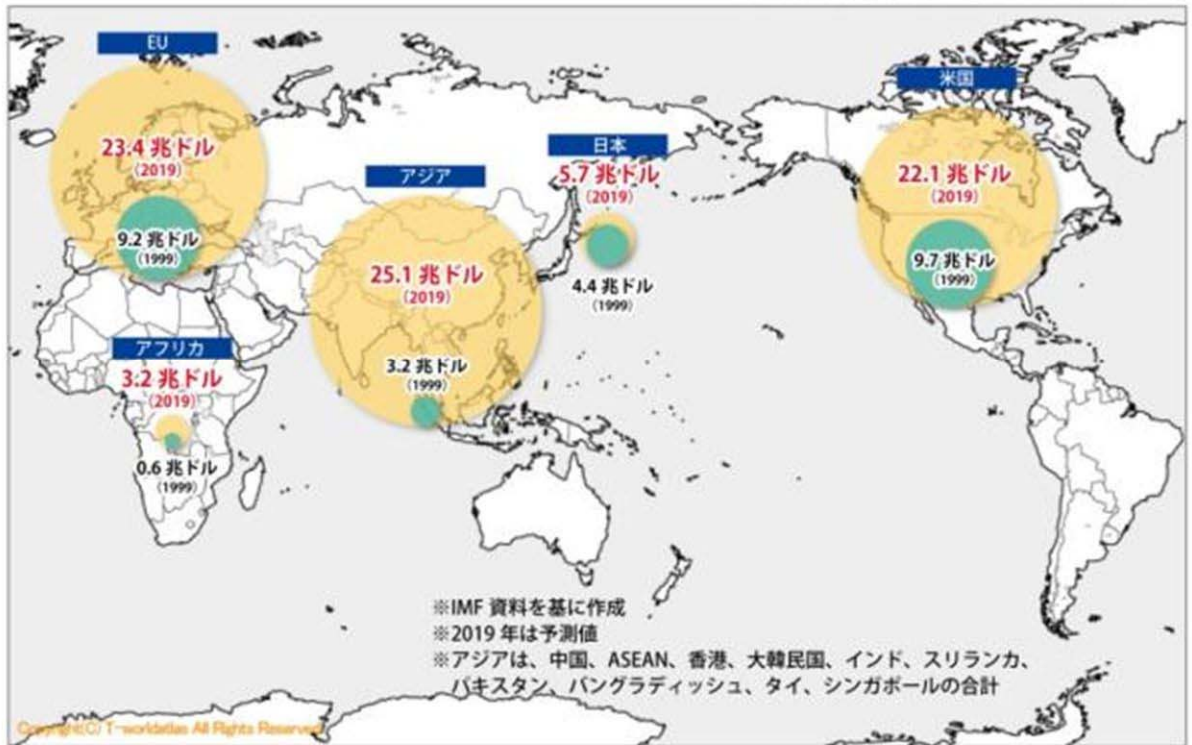 EU
23.4 兆ドル
(2019)
9.2 兆ドル
(1999)
アジア
25.1 兆ドル
(2019)
3.2 兆ドル
(1999)
日本
5.7 兆ドル
(2019)
4.4 兆ドル
(1999)
米国
22.1 兆ドル
(2019)
9.7 兆ドル
(1999)
アフリカ
3.2 兆ドル
(2019)
0.6 兆ドル
(1999)
※IMF 資料を基に作成
※2019 年は予測値
※アジアは、中国、ASEAN、香港、大韓民国、インド、スリランカ、
パキスタン、バングラディッシュ、タイ、シンガポールの合計
Copyright(C) T-worldatlas All Rights Reserved